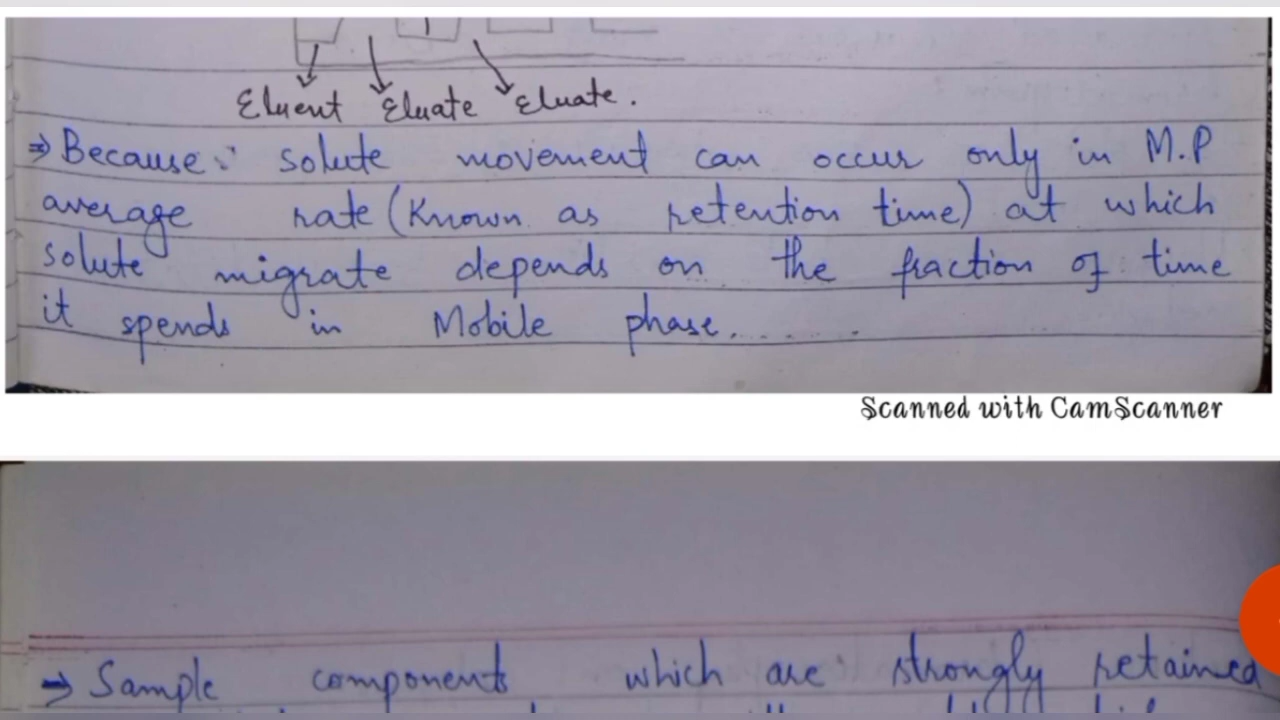 Eluent Eluate Eluate.
⇒ Because solute movement can occur only in M.P
average rate (Known as retention time) at which
solute migrate depends on the fraction of time
it spends in Mobile phase.......
Scanned with CamScanner
→ Sample components which are strongly retained